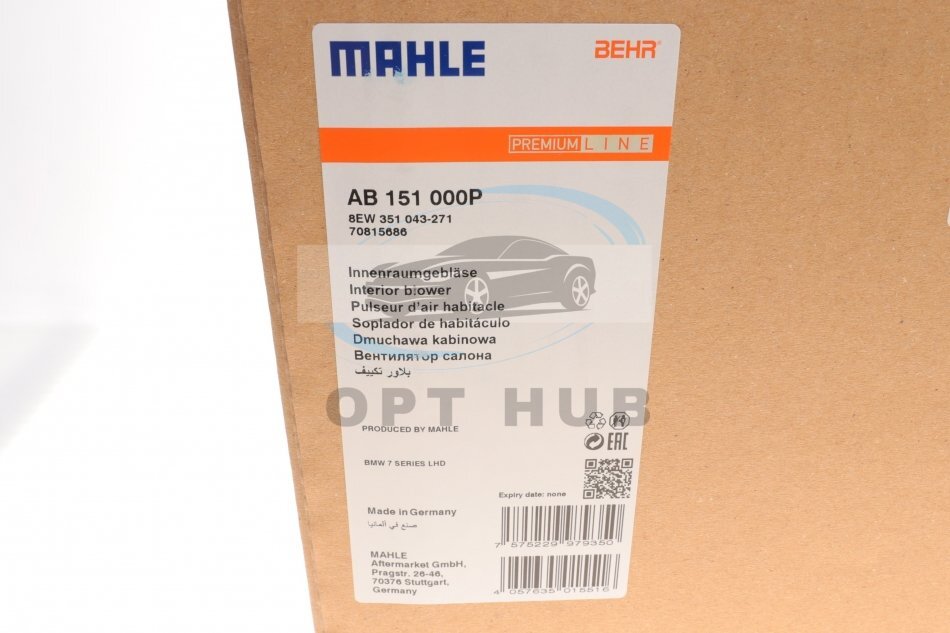 MAHLE
BEHR®
PREMIUM LINE
AB 151 000P
8EW 351 043-271
70815686
Innenraumgebläse
Interior blower
Pulseur d'air habitacle
Soplador de habitáculo
Dmuchawa kabinowa
Вентилятор салона
بلاور تكييف
OPT HUB
PRODUCED BY MAHLE
EAC
BMW 7 SERIES LHD
Expiry date: none
Made in Germany
صنع في ألمانيا
7 575229 979350
MAHLE
Aftermarket GmbH,
Pragstr. 26-46,
70376 Stuttgart,
Germany
4 057635 015516